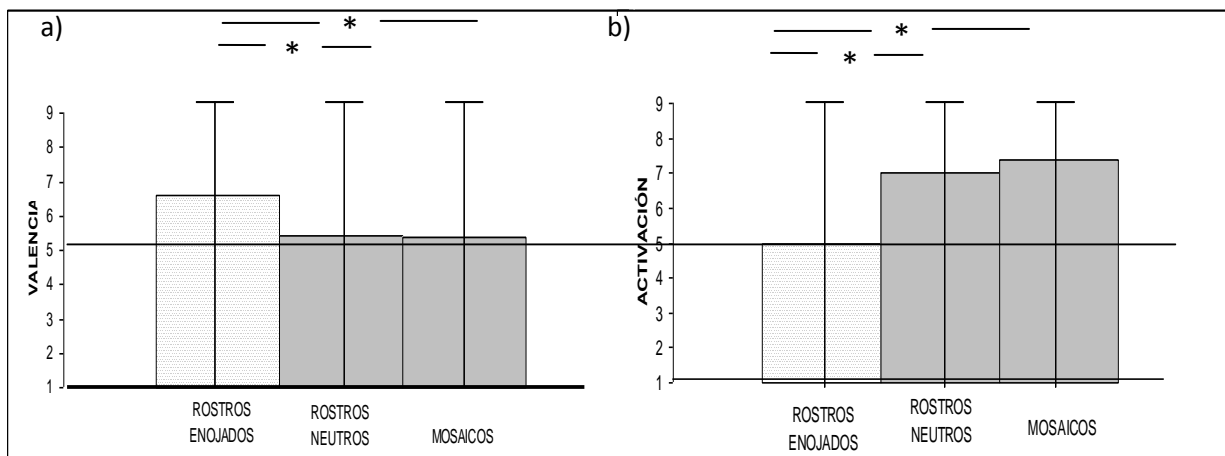 a)
*
*
VALENCIA
9
8
7
6
5
4
3
2
1
ROSTROS
ENOJADOS
ROSTROS
NEUTROS
MOSAICOS
b)
*
*
ACTIVACIÓN
9
8
7
6
5
4
3
2
1
ROSTROS
ENOJADOS
ROSTROS
NEUTROS
MOSAICOS